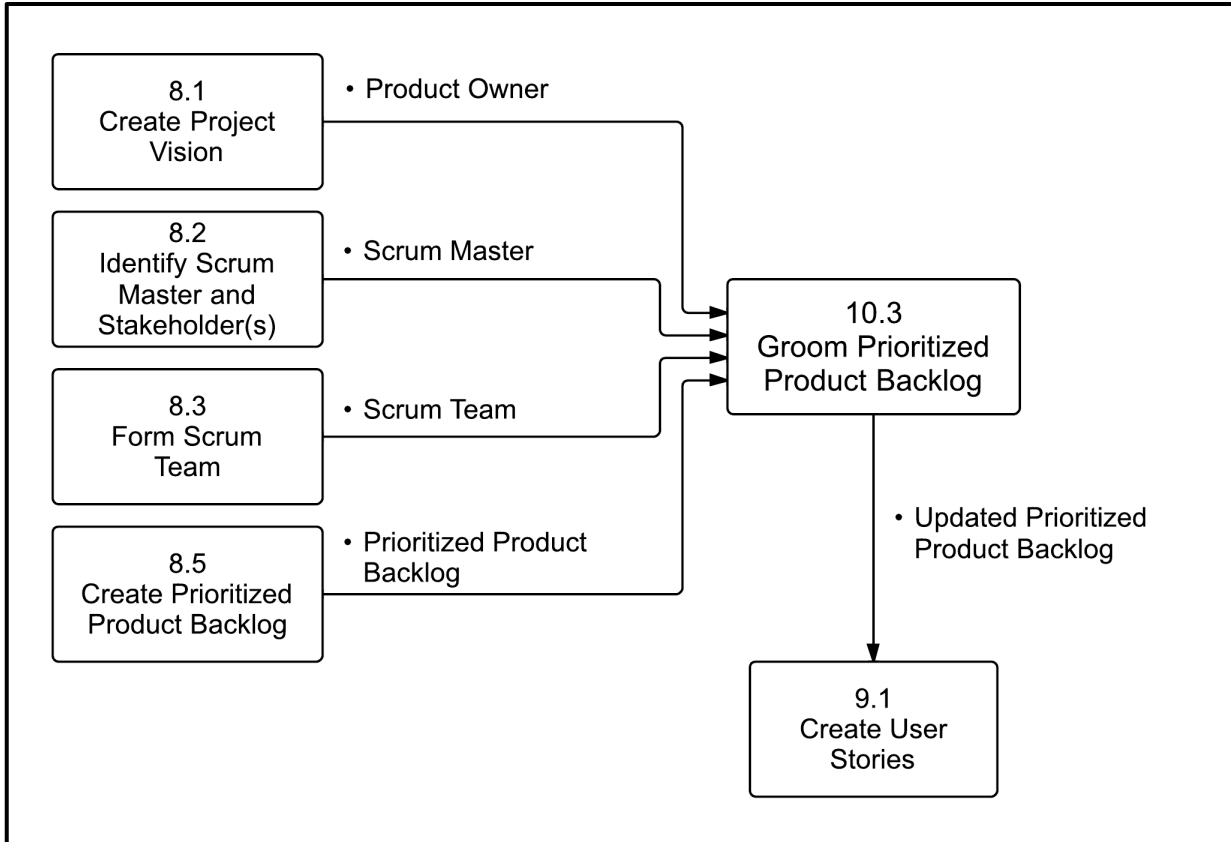 8.1
Create Project
Vision
• Product Owner
8.2
Identify Scrum
Master and
Stakeholder(s)
• Scrum Master
8.3
Form Scrum
Team
• Scrum Team
8.5
Create Prioritized
Product Backlog
• Prioritized Product
Backlog
10.3
Groom Prioritized
Product Backlog
• Updated Prioritized
Product Backlog
9.1
Create User
Stories